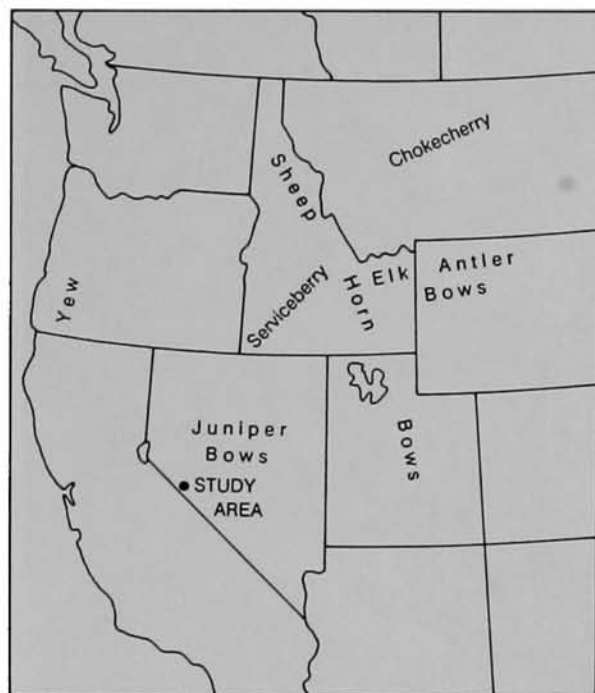 Chokecherry
Sheep
Horn
Bows
Elk Antler
Bows
Serviceberry
Yew
Juniper
Bows
STUDY
AREA